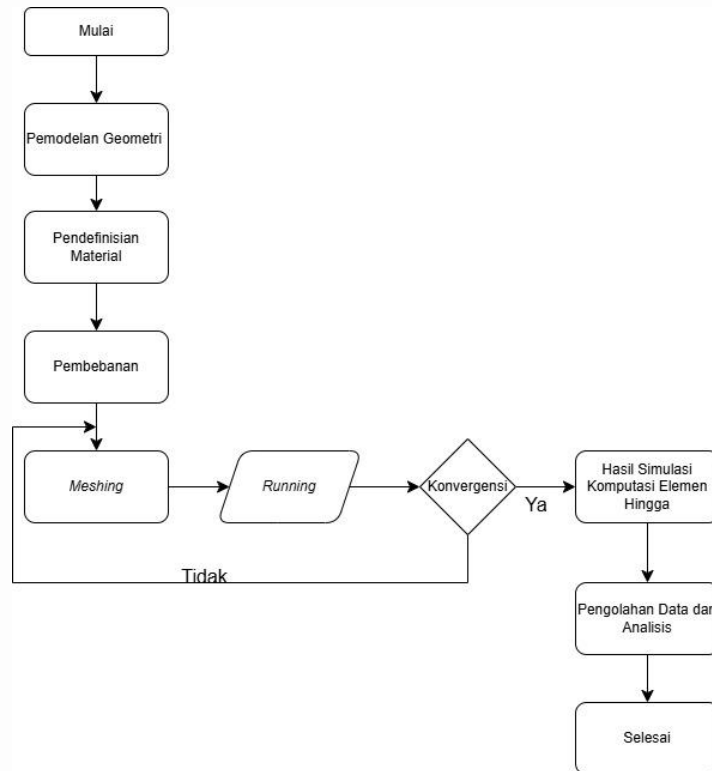 Mulai
Pemodelan Geometri
Pendefinisian
Material
Pembebanan
Meshing
Running
Konvergensi
Ya
Tidak
Hasil Simulasi
Komputasi Elemen
Hingga
Pengolahan Data dan
Analisis
Selesai